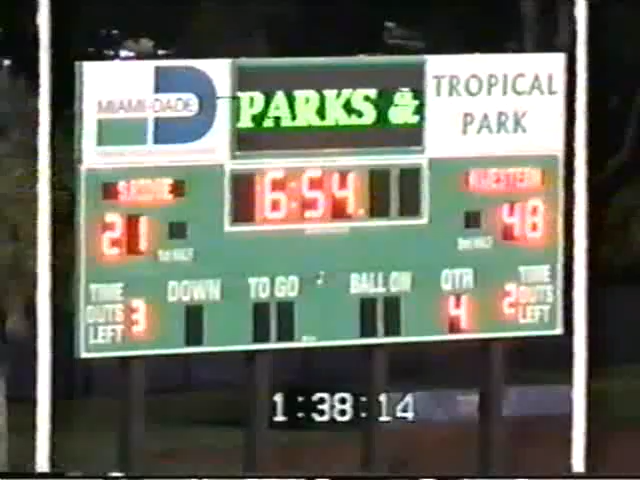 MIAMI-DADE
PARKS &
TROPICAL
PARK
6:54
21
48
TIME
OUTS
LEFT 3
DOWN
TO GO
BALL ON
QTR
4
TIME
OUTS
LEFT 2
1:38:14